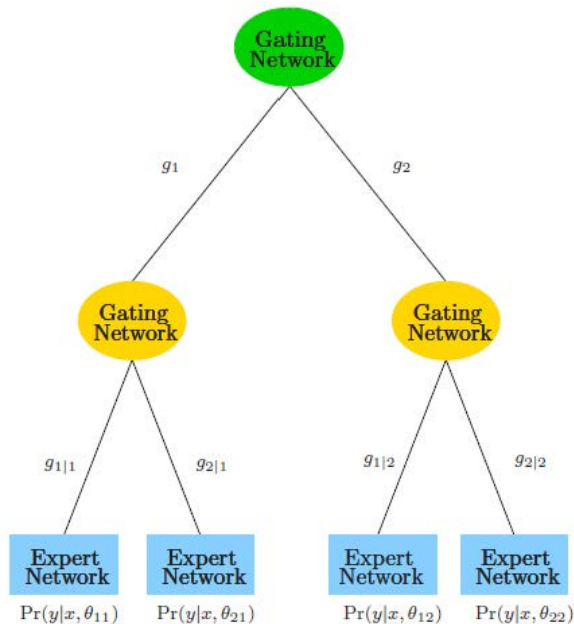 Gating
Network
g₁
g₂
Gating
Network
Gating
Network
g₁|₁
g₂|₁
g₁|₂
g₂|₂
Expert
Network
Expert
Network
Expert
Network
Expert
Network
Pr(y|x, θ₁₁)
Pr(y|x, θ₂₁)
Pr(y|x, θ₁₂)
Pr(y|x, θ₂₂)